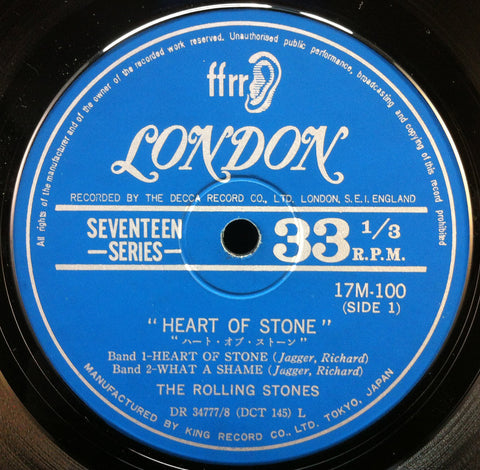 All rights of the manufacturer and of the owner of the recorded work reserved. Unauthorised public performance, broadcasting and copying of this record prohibited
ffrr
LONDON
RECORDED BY THE DECCA RECORD CO., LTD. LONDON, S.E.I. ENGLAND
SEVENTEEN
—SERIES—
33 1/3
R.P.M.
17M-100
(SIDE 1)
"HEART OF STONE"
"ハート・オブ・ストーン"
Band 1-HEART OF STONE (Jagger, Richard)
Band 2-WHAT A SHAME (Jagger, Richard)
THE ROLLING STONES
DR 34777/8 (DCT 145) L
MANUFACTURED BY KING RECORD CO., LTD. TOKYO, JAPAN